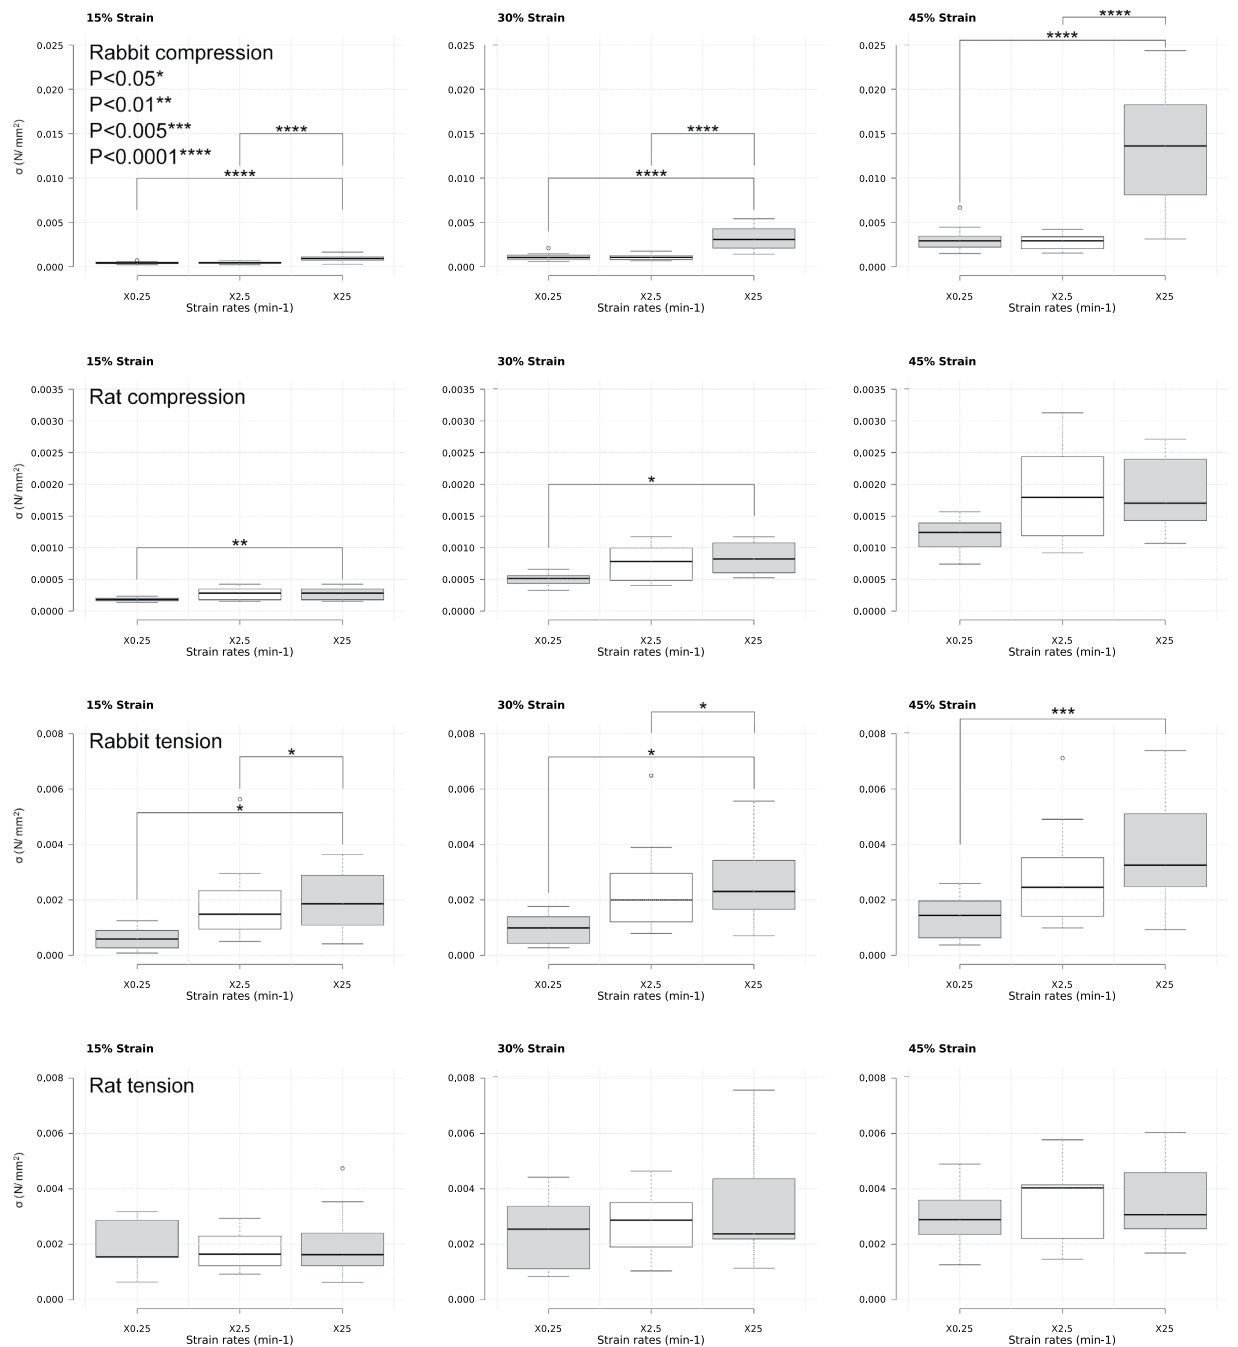 15% Strain
30% Strain
45% Strain
****
****
0.025
0.020
0.015
0.010
0.005
0.000
σ (N/mm²)
Rabbit compression
P<0.05*
P<0.01**
P<0.005***
P<0.0001****
****
****
X0.25 X2.5 X25
Strain rates (min-1)
0.025
0.020
0.015
0.010
0.005
0.000
****
****
X0.25 X2.5 X25
Strain rates (min-1)
0.025
0.020
0.015
0.010
0.005
0.000
X0.25 X2.5 X25
Strain rates (min-1)
15% Strain
30% Strain
45% Strain
0.0035
0.0030
0.0025
0.0020
0.0015
0.0010
0.0005
0.0000
σ (N/mm²)
Rat compression
**
X0.25 X2.5 X25
Strain rates (min-1)
0.0035
0.0030
0.0025
0.0020
0.0015
0.0010
0.0005
0.0000
*
X0.25 X2.5 X25
Strain rates (min-1)
0.0035
0.0030
0.0025
0.0020
0.0015
0.0010
0.0005
0.0000
X0.25 X2.5 X25
Strain rates (min-1)
15% Strain
30% Strain
45% Strain
0.008
0.006
0.004
0.002
0.000
σ (N/mm²)
Rabbit tension
*
*
X0.25 X2.5 X25
Strain rates (min-1)
*
*
0.008
0.006
0.004
0.002
0.000
X0.25 X2.5 X25
Strain rates (min-1)
***
0.008
0.006
0.004
0.002
0.000
X0.25 X2.5 X25
Strain rates (min-1)
15% Strain
30% Strain
45% Strain
0.008
0.006
0.004
0.002
0.000
σ (N/mm²)
Rat tension
X0.25 X2.5 X25
Strain rates (min-1)
0.008
0.006
0.004
0.002
0.000
X0.25 X2.5 X25
Strain rates (min-1)
0.008
0.006
0.004
0.002
0.000
X0.25 X2.5 X25
Strain rates (min-1)